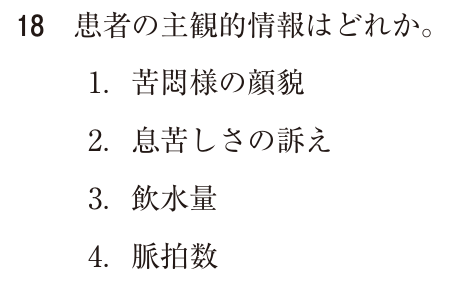 18 患者の主観的情報はどれか。
1. 苦悶様の顔貌
2. 息苦しさの訴え
3. 飲水量
4. 脈拍数